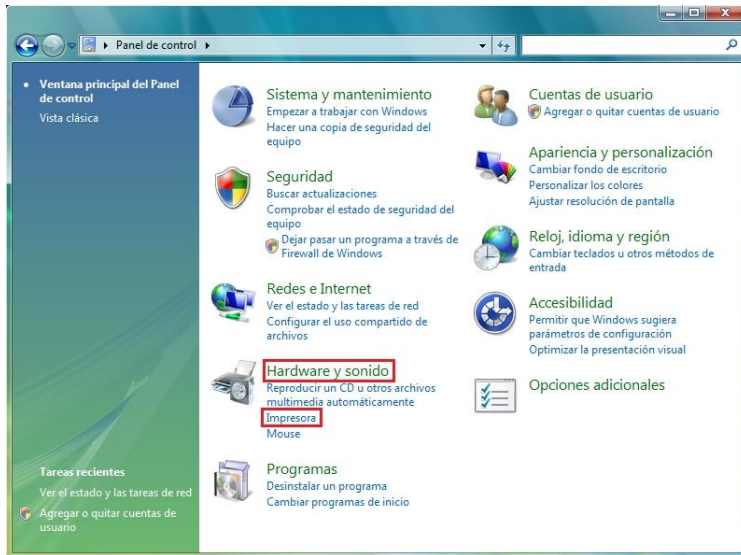 Panel de control
Ventana principal del Panel
de control
Vista clásica
Sistema y mantenimiento
Empezar a trabajar con Windows
Hacer una copia de seguridad del
equipo
Seguridad
Buscar actualizaciones
Comprobar el estado de seguridad del
equipo
Dejar pasar un programa a través de
Firewall de Windows
Redes e Internet
Ver el estado y las tareas de red
Configurar el uso compartido de
archivos
Hardware y sonido
Reproducir un CD u otros archivos
multimedia automáticamente
Impresora
Mouse
Programas
Desinstalar un programa
Cambiar programas de inicio
Cuentas de usuario
Agregar o quitar cuentas de usuario
Apariencia y personalización
Cambiar fondo de escritorio
Personalizar los colores
Ajustar resolución de pantalla
Reloj, idioma y región
Cambiar teclados u otros métodos de
entrada
Accesibilidad
Permitir que Windows sugiera
parámetros de configuración
Optimizar la presentación visual
Opciones adicionales
Tareas recientes
Ver el estado y las tareas de red
Agregar o quitar cuentas de
usuario